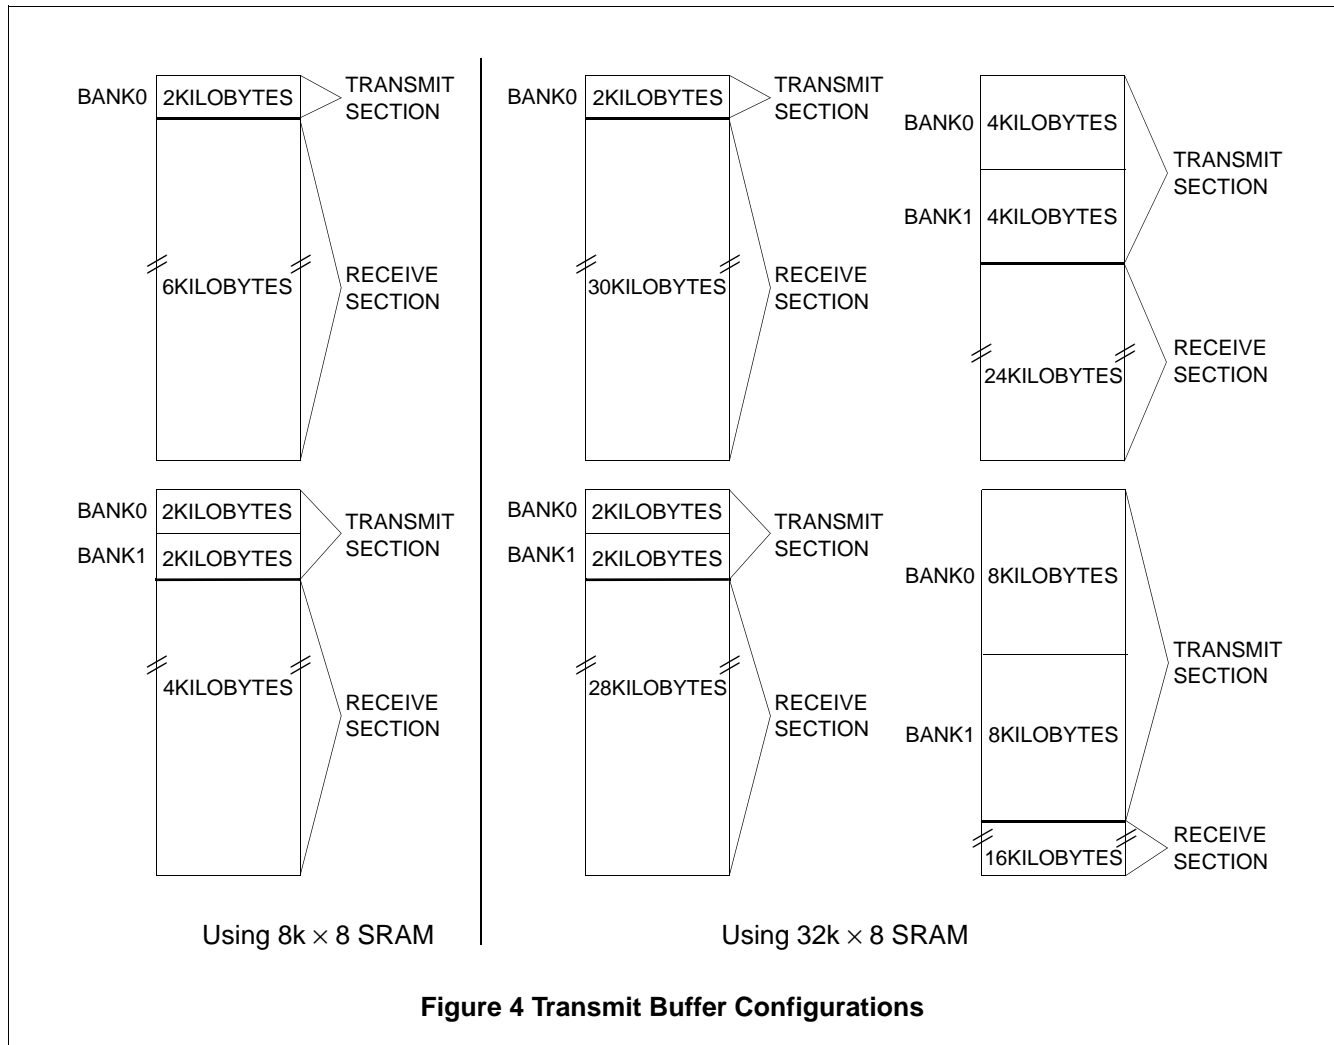 BANK0 2KILOBYTES
TRANSMIT
SECTION
6KILOBYTES
RECEIVE
SECTION
BANK0 2KILOBYTES
BANK1 2KILOBYTES
TRANSMIT
SECTION
4KILOBYTES
RECEIVE
SECTION
Using 8k × 8 SRAM
BANK0 2KILOBYTES
TRANSMIT
SECTION
30KILOBYTES
RECEIVE
SECTION
BANK0 4KILOBYTES
BANK1 4KILOBYTES
TRANSMIT
SECTION
24KILOBYTES
RECEIVE
SECTION
BANK0 2KILOBYTES
BANK1 2KILOBYTES
TRANSMIT
SECTION
28KILOBYTES
RECEIVE
SECTION
BANK0 8KILOBYTES
BANK1 8KILOBYTES
TRANSMIT
SECTION
16KILOBYTES
RECEIVE
SECTION
Using 32k × 8 SRAM
Figure 4 Transmit Buffer Configurations